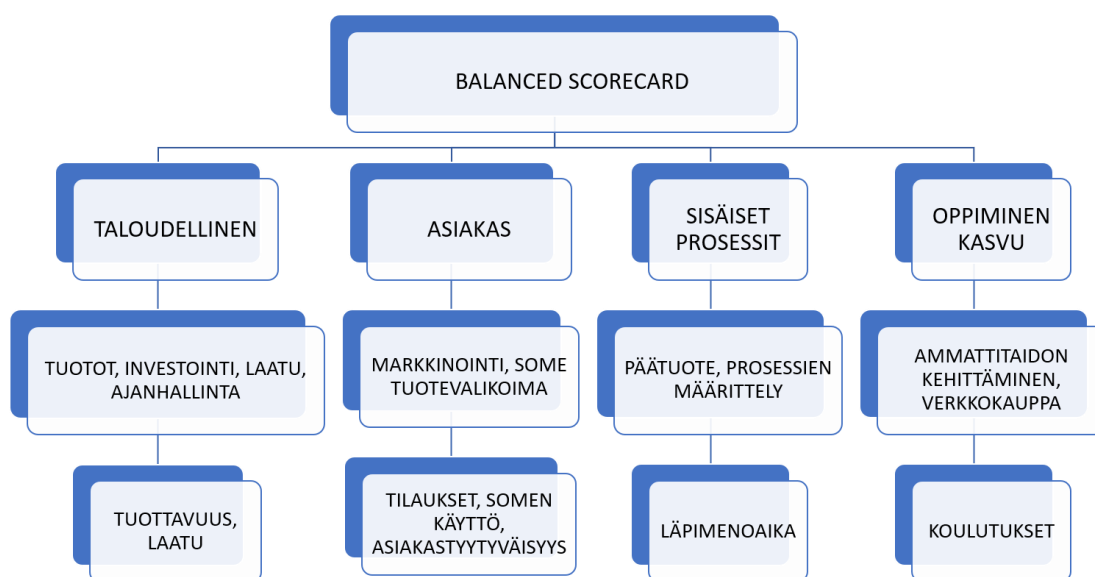 BALANCED SCORECARD
TALOUDELLINEN
ASIAKAS
SISÄISET
PROSESSIT
OPPIMINEN
KASVU
TUOTOT, INVESTOINTI, LAATU,
AJANHALLINTA
MARKKINOINTI, SOME
TUOTEVALIKOIMA
PÄÄTUOTE, PROSESSIEN
MÄÄRITTELY
AMMATTITAIDON
KEHITTÄMINEN,
VERKKOKAUPPA
TUOTTAVUUS,
LAATU
TILAUKSET, SOMEN
KÄYTTÖ,
ASIAKASTYYTYVÄISYYS
LÄPIMENOAIKA
KOULUTUKSET